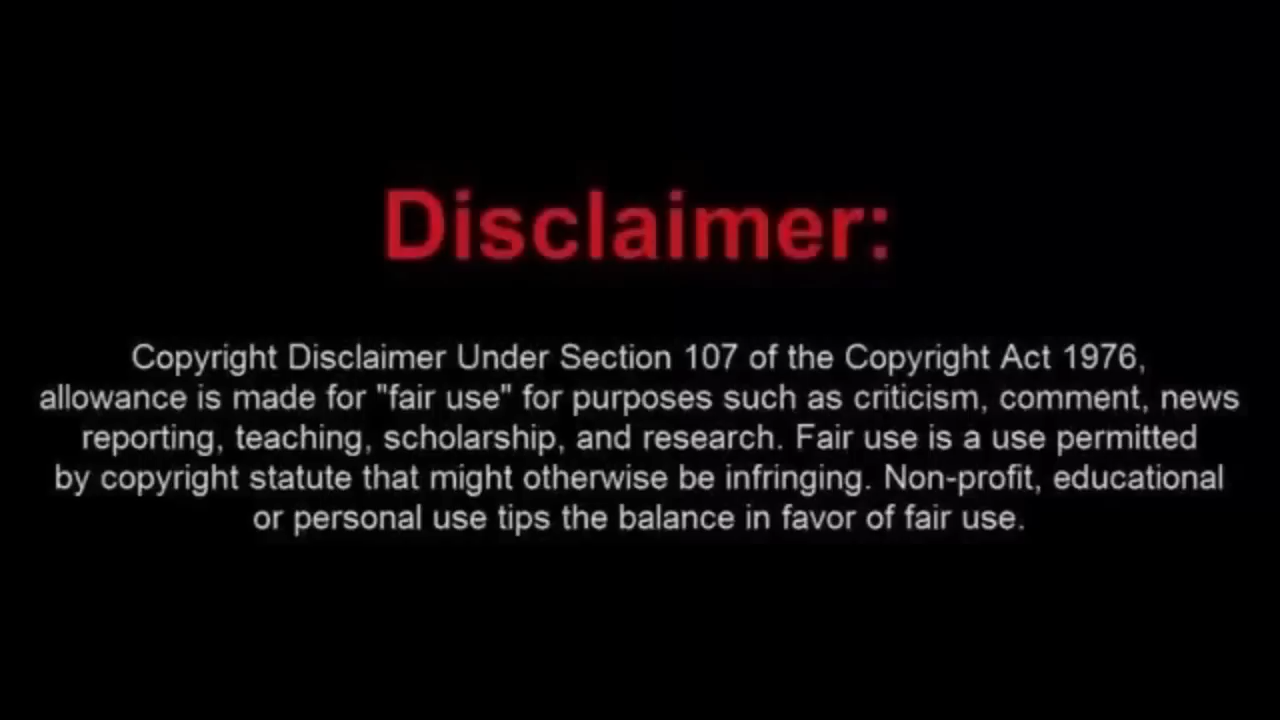 Disclaimer:
Copyright Disclaimer Under Section 107 of the Copyright Act 1976,
allowance is made for "fair use" for purposes such as criticism, comment, news
reporting, teaching, scholarship, and research. Fair use is a use permitted
by copyright statute that might otherwise be infringing. Non-profit, educational
or personal use tips the balance in favor of fair use.